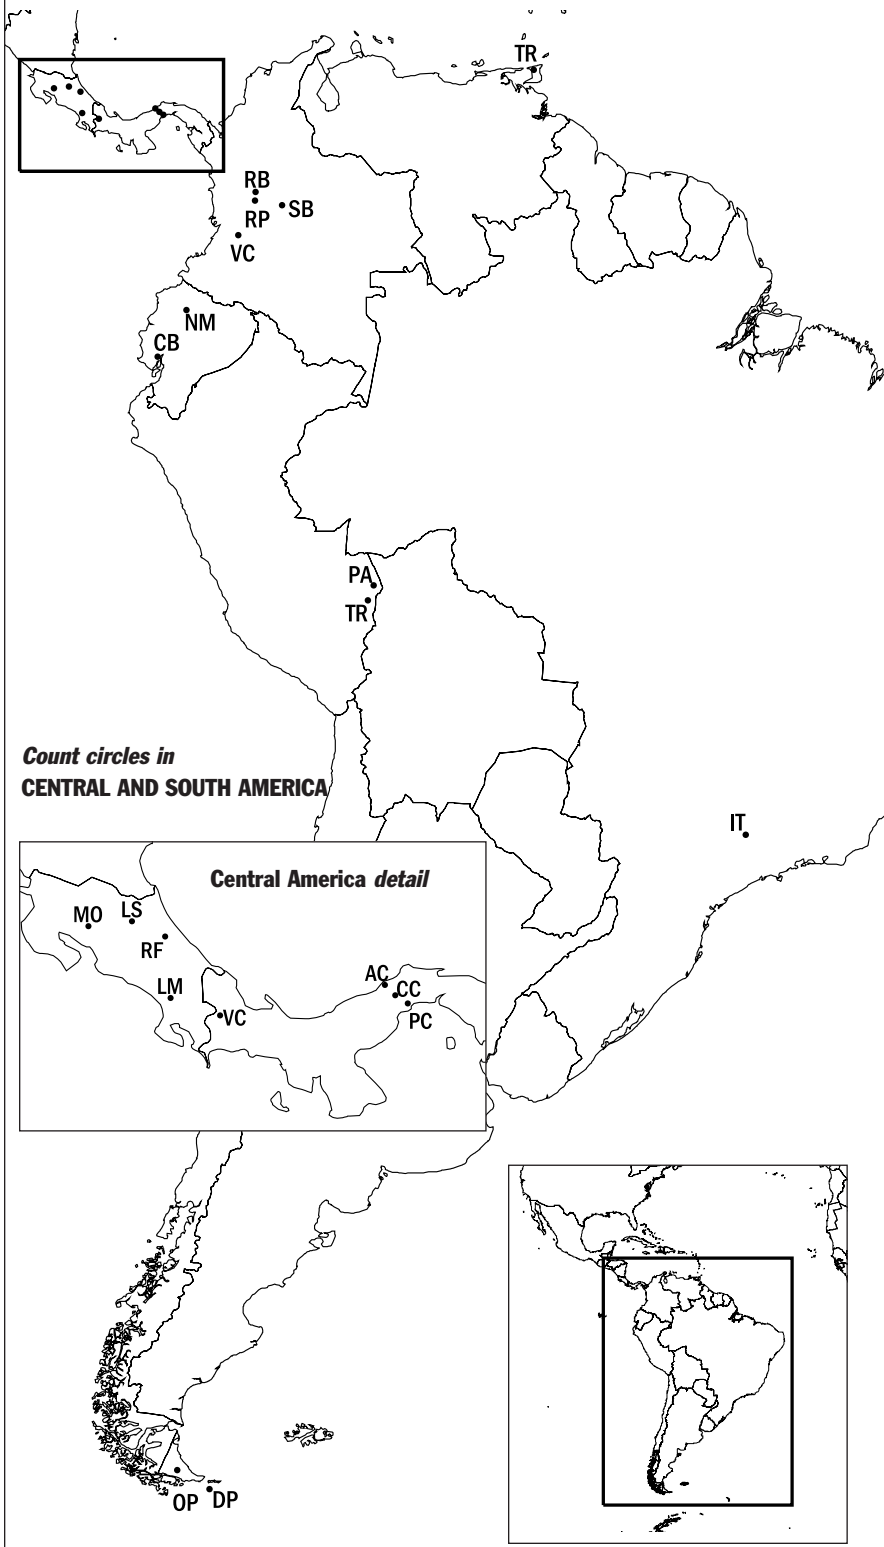 TR
RB
SB
RP
VC
NM
CB
PA
TR
Count circles in
CENTRAL AND SOUTH AMERICA
IT
Central America detail
MO
LS
RF
LM
VC
AC
CC
PC
OP
DP